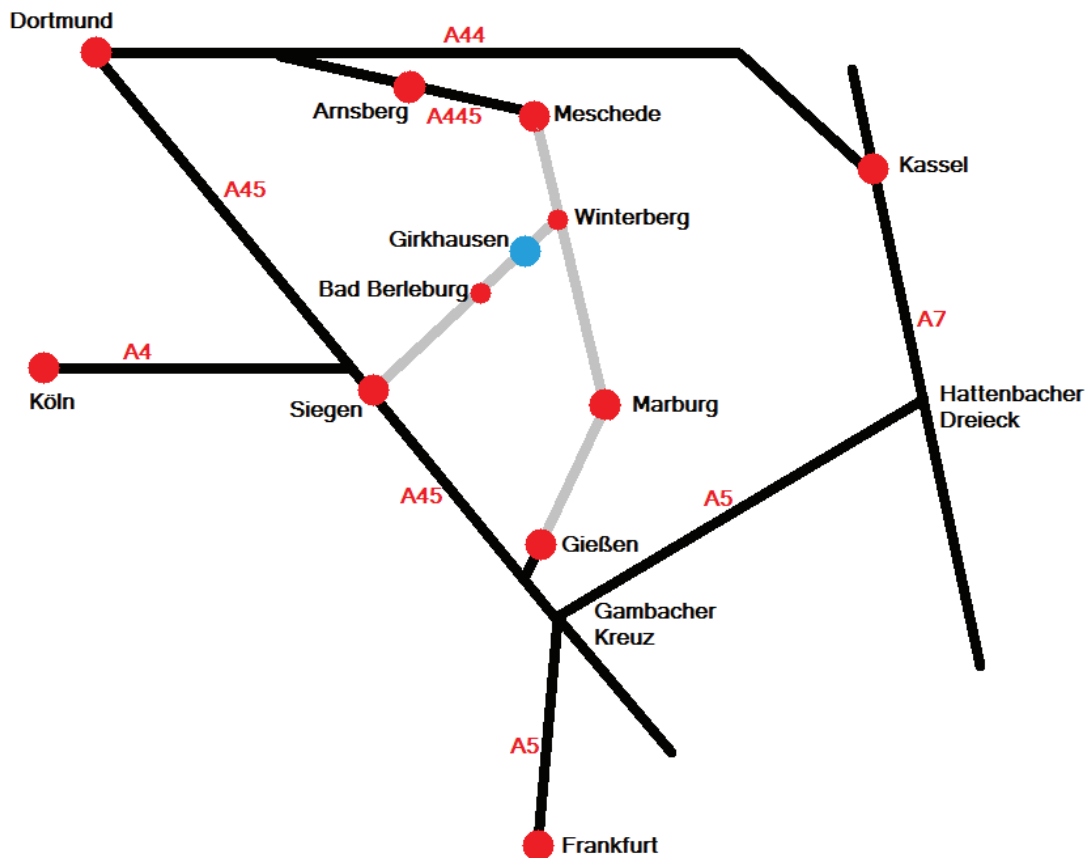 Dortmund
A44
Arnsberg
A445
Meschede
Kassel
A45
Winterberg
Girkhausen
Bad Berleburg
A7
A4
Köln
Siegen
Marburg
Hattenbacher
Dreieck
A45
A5
Gießen
Gambacher
Kreuz
A5
Frankfurt